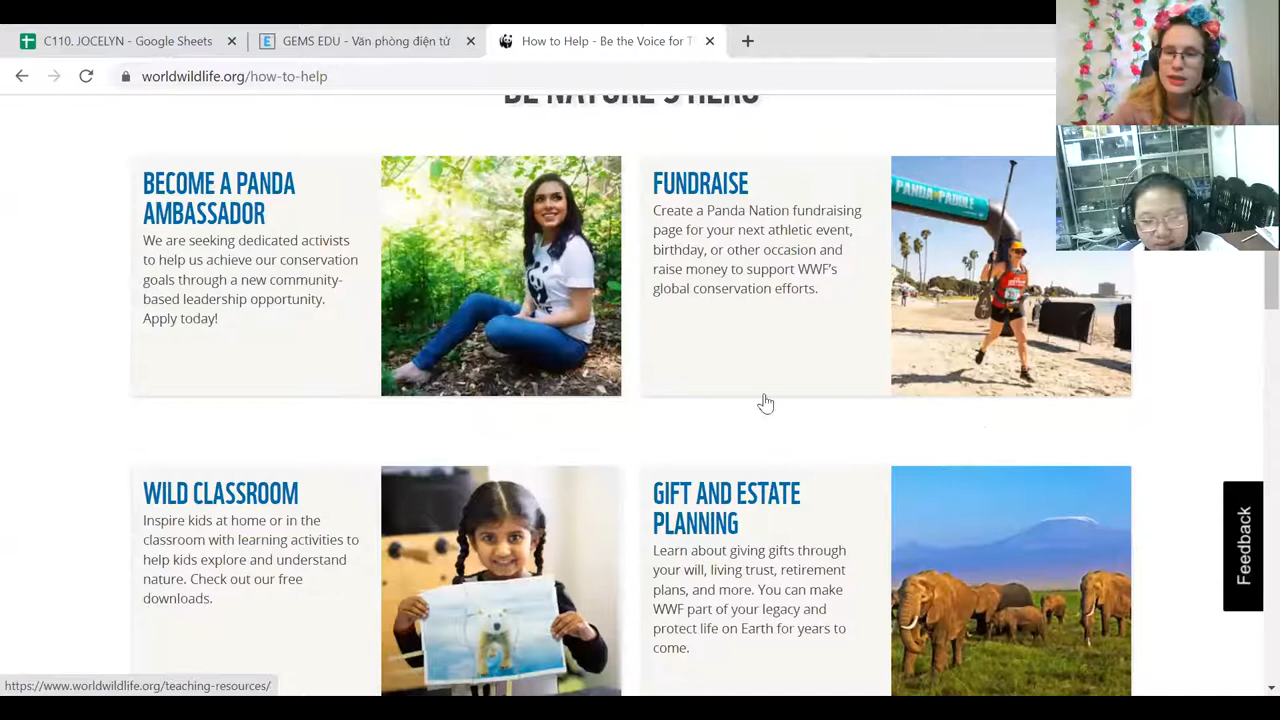 C110. JOCELYN - Google Sheets
GEMS EDU - Văn phòng điện tử
How to Help - Be the Voice for T
worldwildlife.org/how-to-help
BE NATURE'S HERO
BECOME A PANDA
AMBASSADOR
We are seeking dedicated activists
to help us achieve our conservation
goals through a new community-
based leadership opportunity.
Apply today!
FUNDRAISE
Create a Panda Nation fundraising
page for your next athletic event,
birthday, or other occasion and
raise money to support WWF's
global conservation efforts.
PANDA PADDLE
WILD CLASSROOM
Inspire kids at home or in the
classroom with learning activities to
help kids explore and understand
nature. Check out our free
downloads.
GIFT AND ESTATE
PLANNING
Learn about giving gifts through
your will, living trust, retirement
plans, and more. You can make
WWF part of your legacy and
protect life on Earth for years to
come.
Feedback
https://www.worldwildlife.org/teaching-resources/